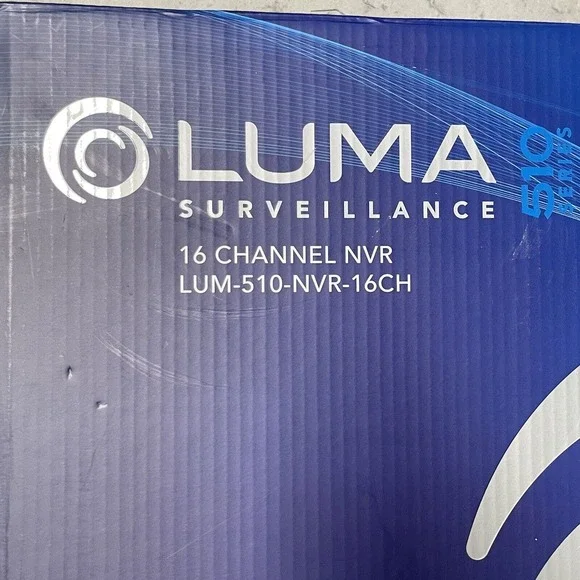 LUMA
SURVEILLANCE
510
SERIES
16 CHANNEL NVR
LUM-510-NVR-16CH